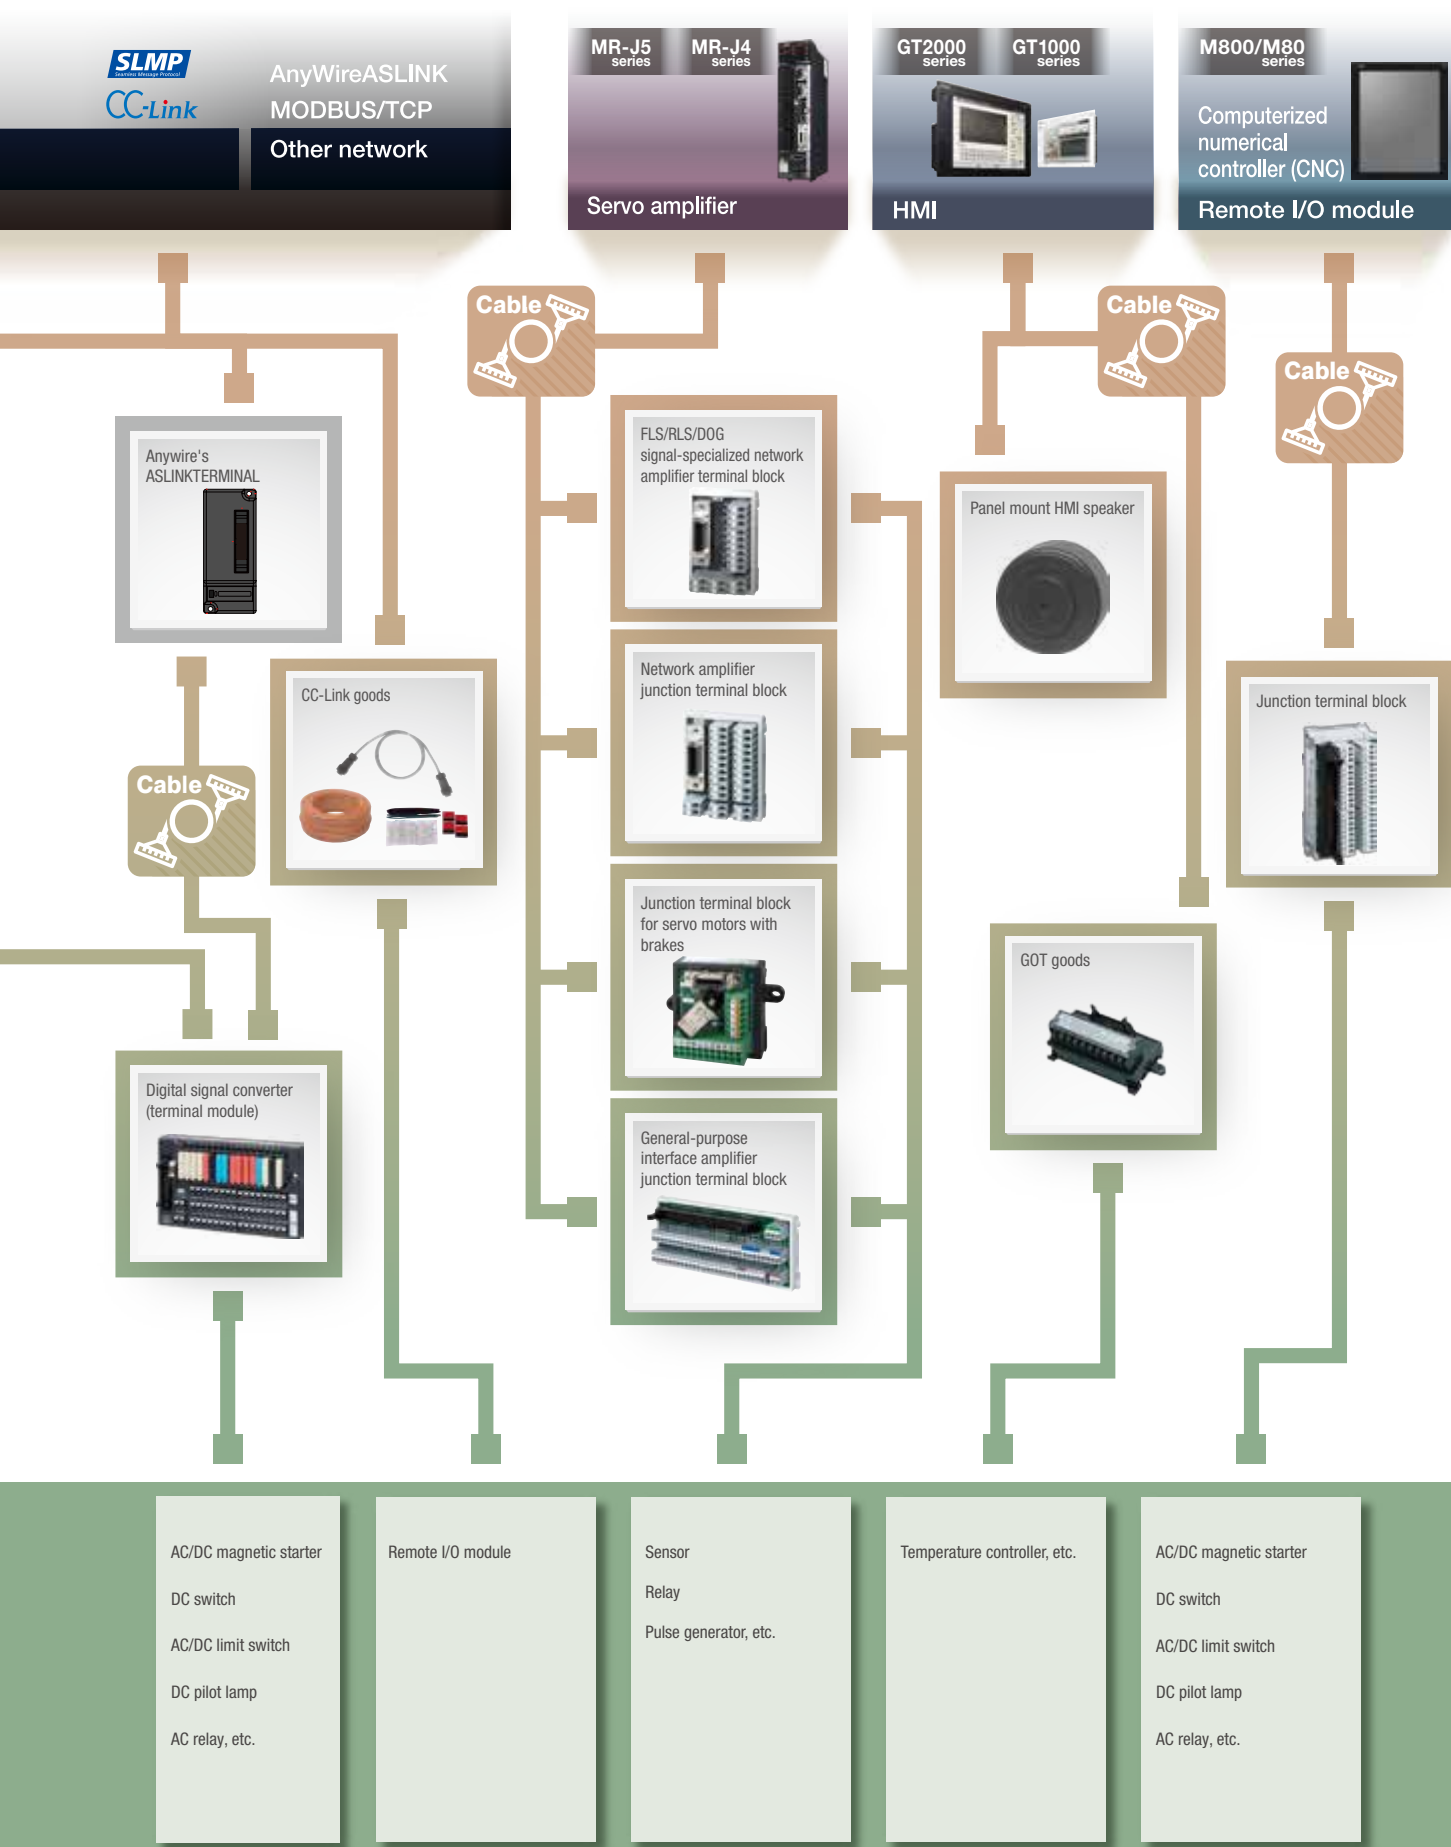 SLMP
Seamless Message Protocol
CC-Link
AnyWireASLINK
MODBUS/TCP
Other network
MR-J5
series
MR-J4
series
Servo amplifier
GT2000
series
GT1000
series
HMI
M800/M80
series
Computerized
numerical
controller (CNC)
Remote I/O module
Cable
Cable
Cable
Anywire's
ASLINKTERMINAL
FLS/RLS/DOG
signal-specialized network
amplifier terminal block
Panel mount HMI speaker
Network amplifier
junction terminal block
CC-Link goods
Junction terminal block
Cable
Junction terminal block
for servo motors with
brakes
GOT goods
Digital signal converter
(terminal module)
General-purpose
interface amplifier
junction terminal block
AC/DC magnetic starter
DC switch
AC/DC limit switch
DC pilot lamp
AC relay, etc.
Remote I/O module
Sensor
Relay
Pulse generator, etc.
Temperature controller, etc.
AC/DC magnetic starter
DC switch
AC/DC limit switch
DC pilot lamp
AC relay, etc.